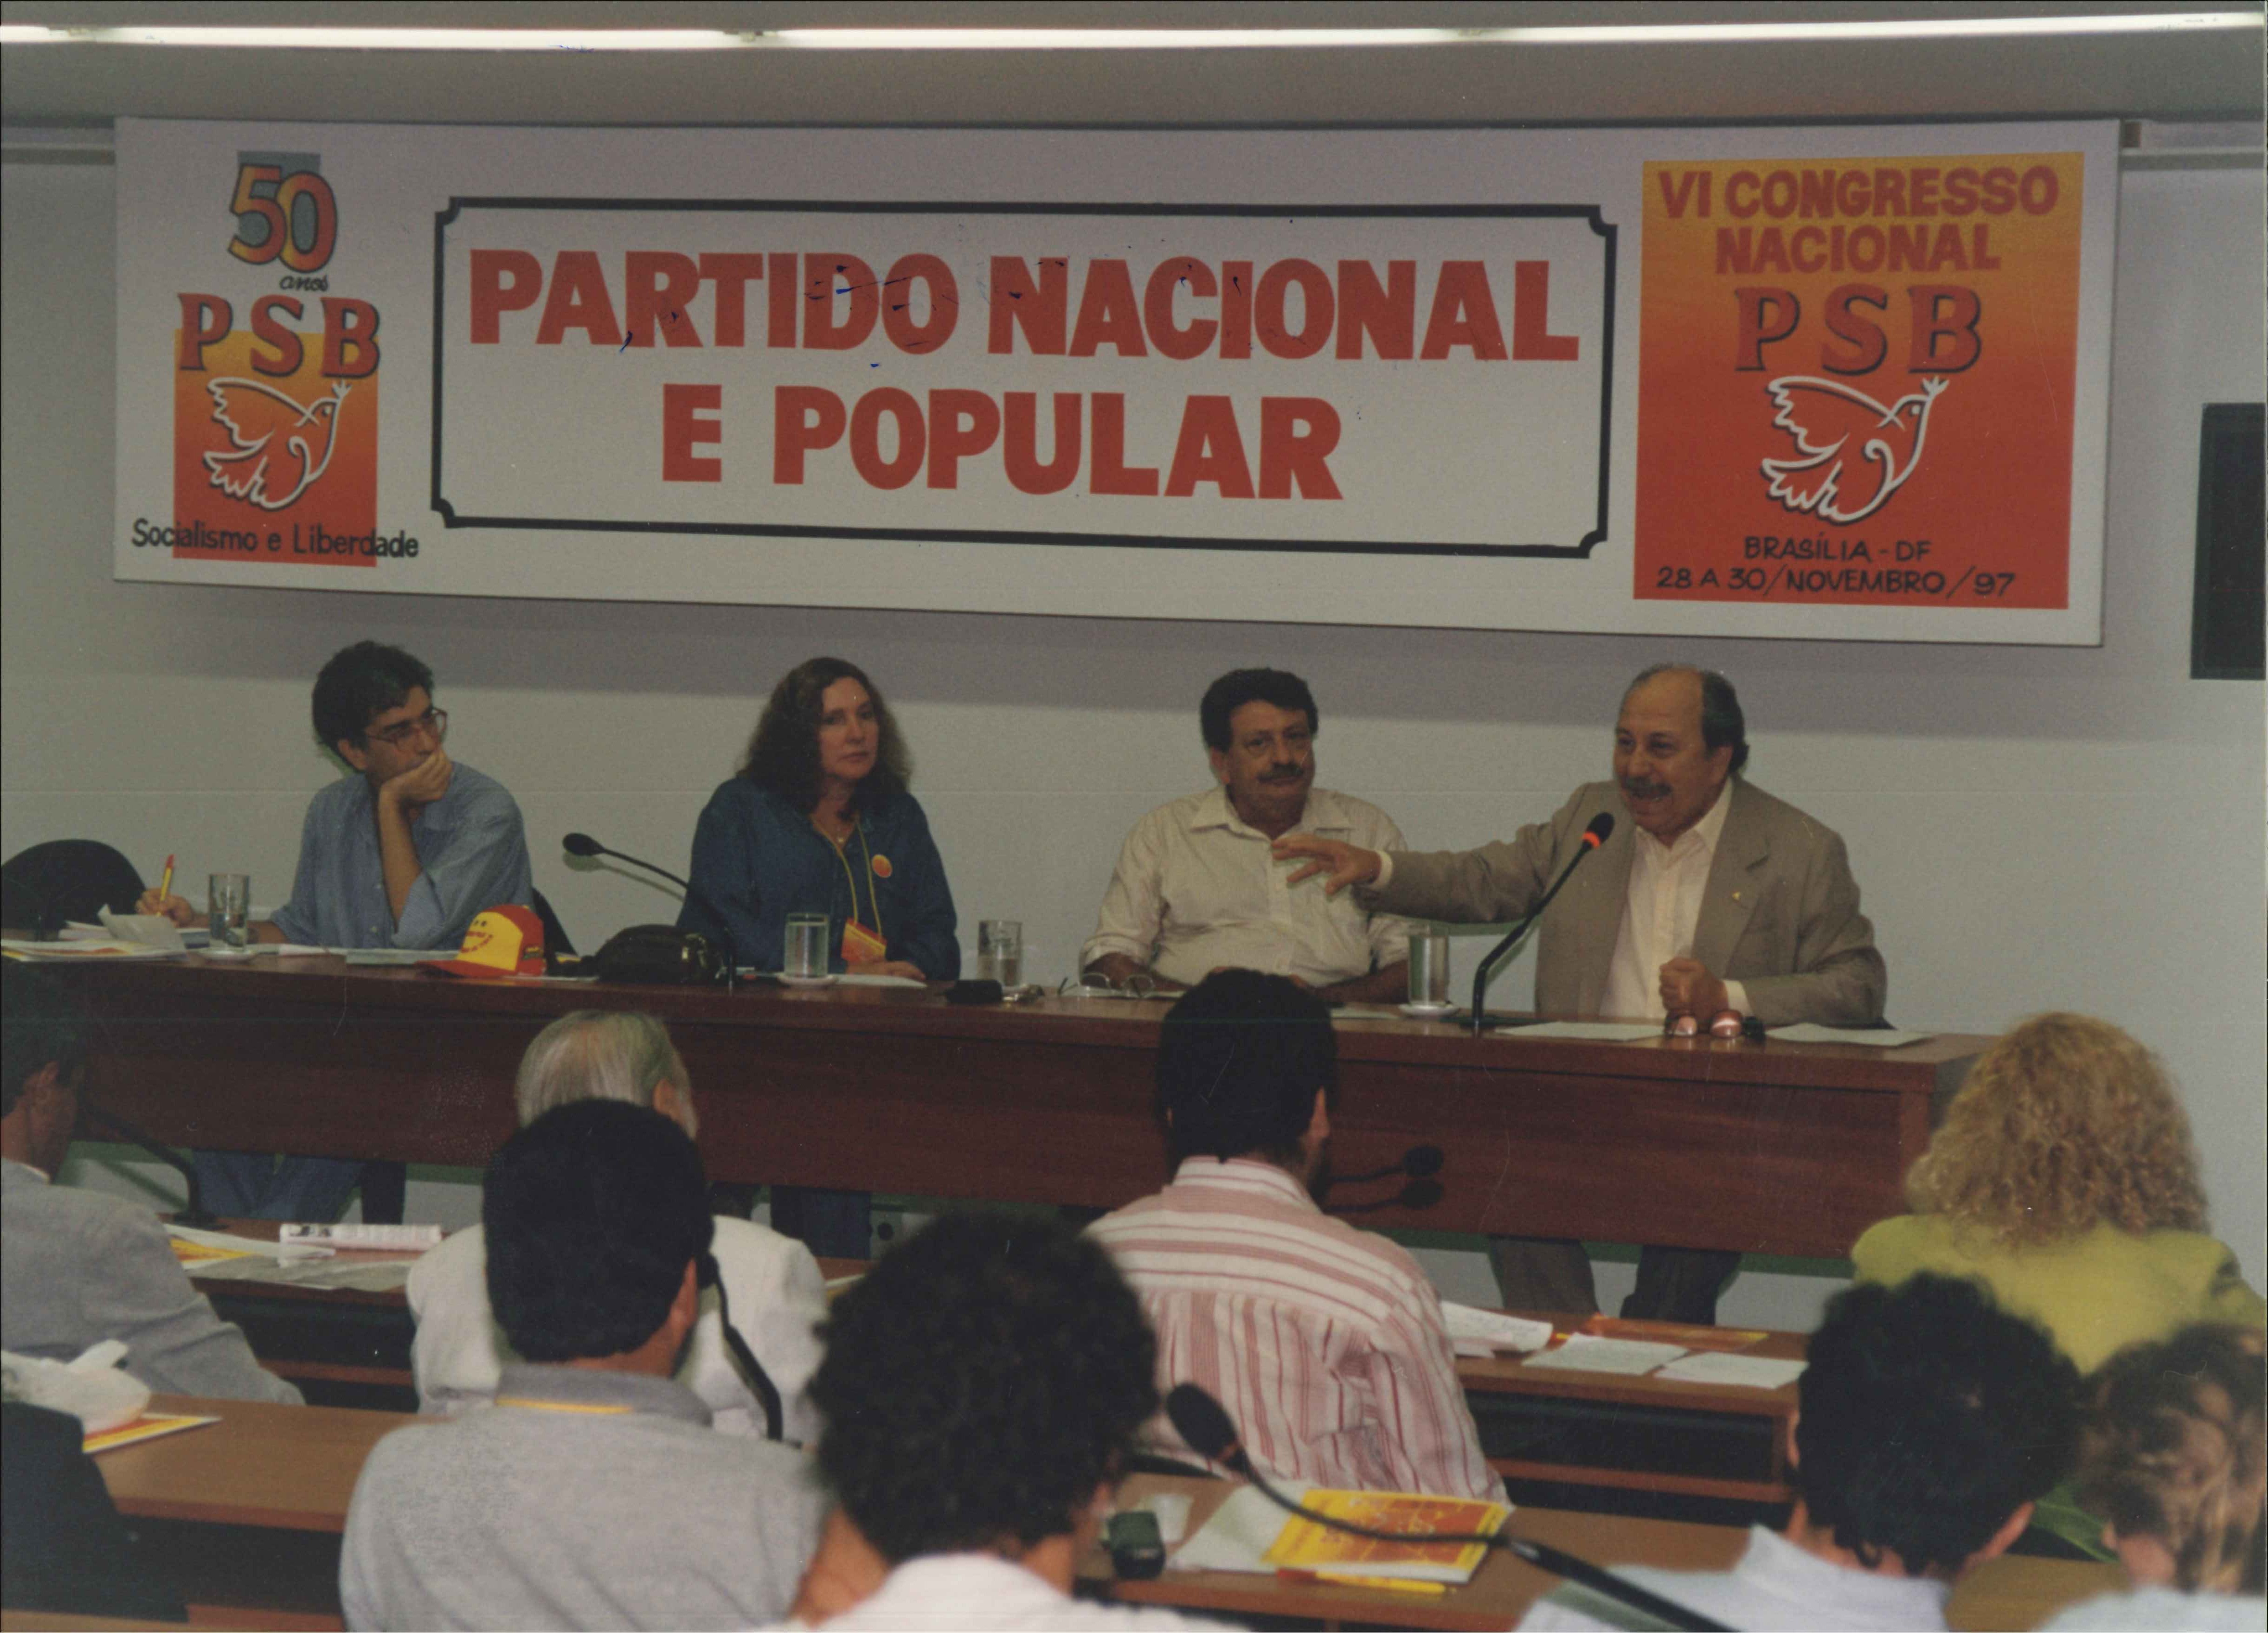 50
anos
PSB
Socialismo e Liberdade
PARTIDO NACIONAL
E POPULAR
VI CONGRESSO
NACIONAL
PSB
BRASÍLIA - DF
28 A 30/NOVEMBRO/97